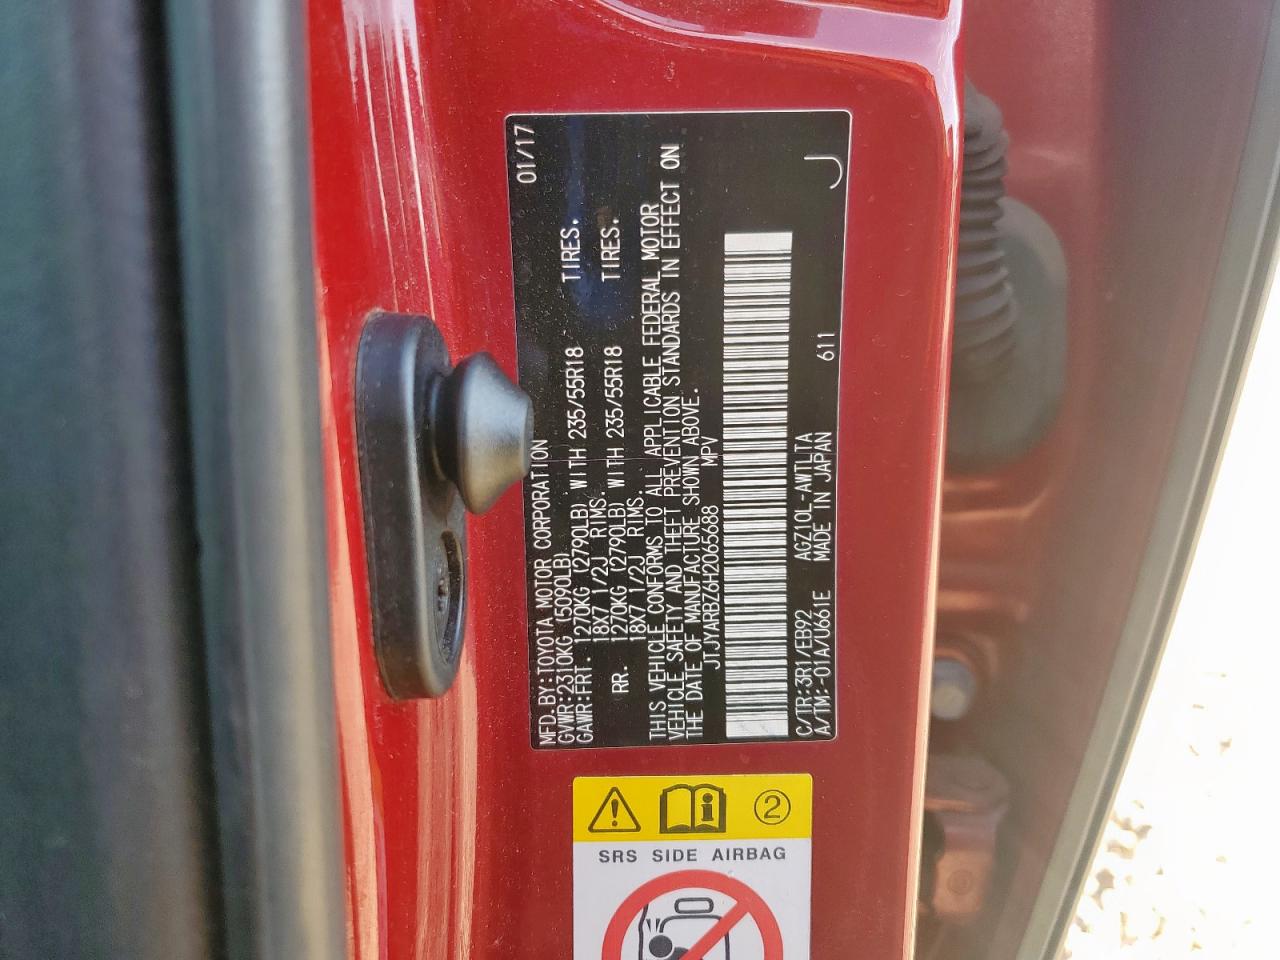 MFD.BY:TOYOTA MOTOR CORPORATION 01/17
GVWR:2310KG (5090LB)
GAWR:FRT. 1270KG (2790LB) WITH 235/55R18 TIRES.
18X7 1/2J RIMS.
RR. 1270KG (2790LB) WITH 235/55R18 TIRES.
18X7 1/2J RIMS.
THIS VEHICLE CONFORMS TO ALL APPLICABLE FEDERAL MOTOR
VEHICLE SAFETY AND THEFT PREVENTION STANDARDS IN EFFECT ON
THE DATE OF MANUFACTURE SHOWN ABOVE.
JTJYARBZ6H2065688 MPV
C/TR:3R1/EB92 AGZ10L-AWTLTA J
A/TM:-01A/U661E MADE IN JAPAN 611
2
SRS SIDE AIRBAG